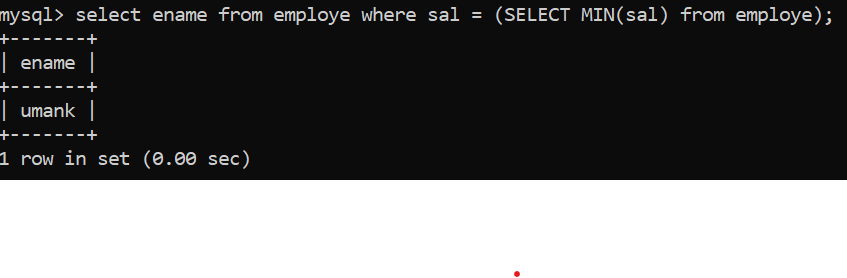 mysql> select ename from employe where sal = (SELECT MIN(sal) from employe);
+-------+
| ename |
+-------+
| umank |
+-------+
1 row in set (0.00 sec)